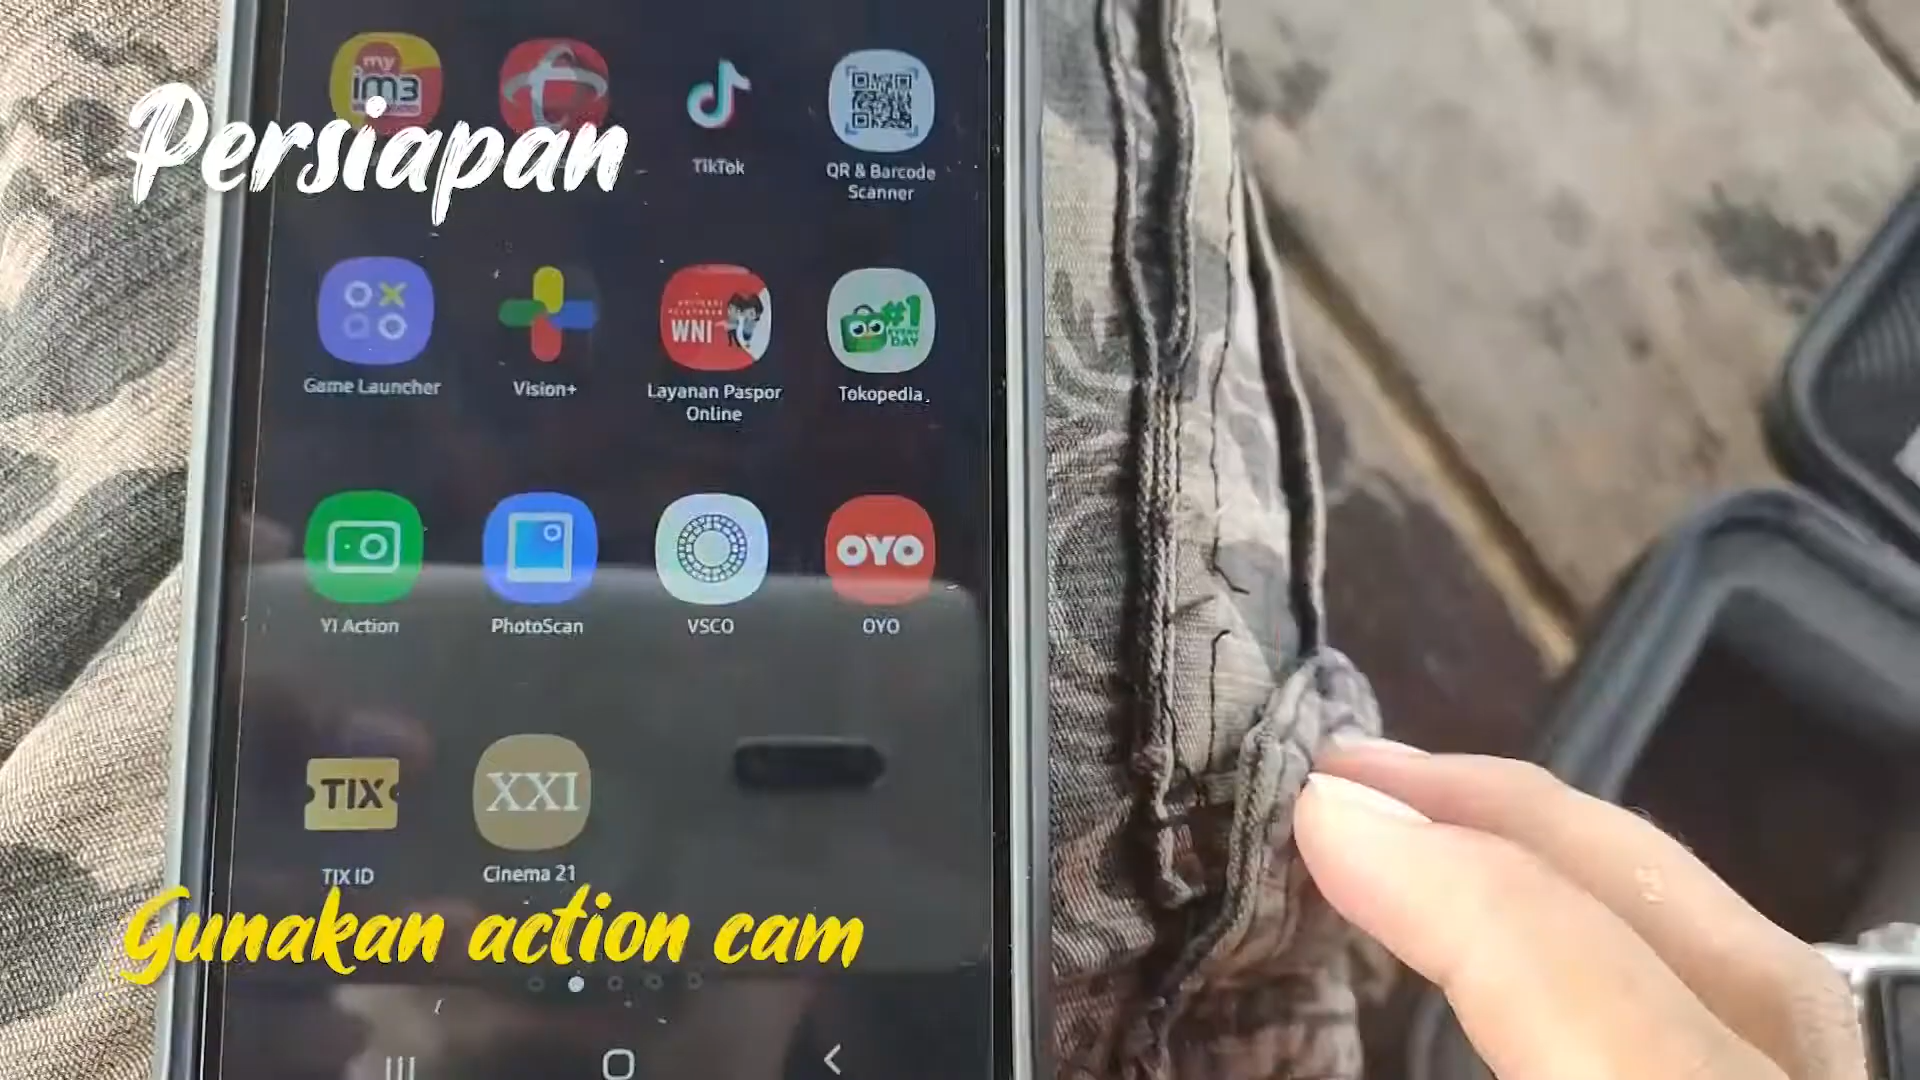 my
im3
Persiapan
TikTok
QR & Barcode
Scanner
WNI
#1
EVERY
DAY
Game Launcher
Vision+
Layanan Paspor
Online
Tokopedia
OYO
YI Action
PhotoScan
VSCO
OYO
TIX
XXI
TIX ID
Cinema 21
Gunakan action cam